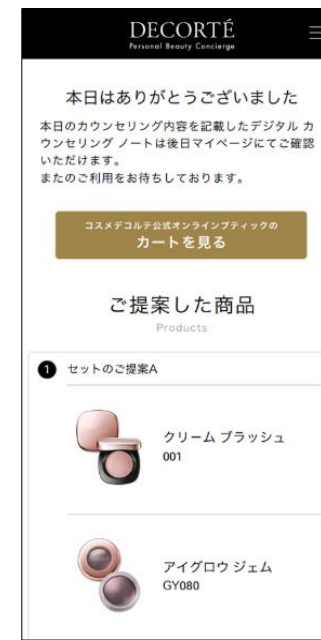 DECORTÉ
Personal Beauty Concierge
本日はありがとうございました
本日のカウンセリング内容を記載したデジタル カ
ウンセリング ノートは後日マイページにてご確認
いただけます。
またのご利用をお待ちしております。
コスメデコルテ公式オンラインブティックの
カートを見る
ご提案した商品
Products
1 セットのご提案A
クリーム ブラッシュ
001
アイグロウ ジェム
GY080